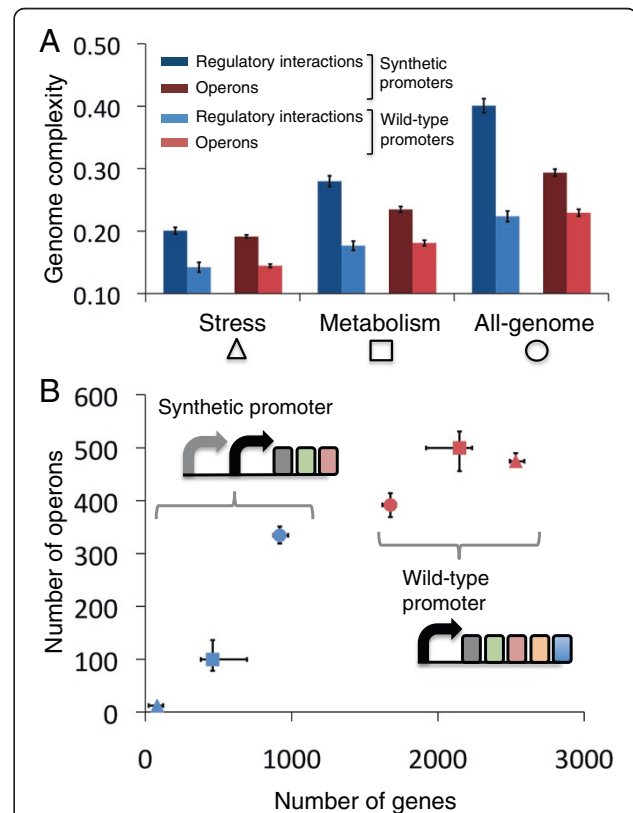 A
Genome complexity
0.50
0.40
0.30
0.20
0.10
Regulatory interactions
Operons
Synthetic
promoters
Regulatory interactions
Operons
Wild-type
promoters
Stress
Metabolism
All-genome
B
Number of operons
600
500
400
300
200
100
0
Synthetic promoter
Wild-type
promoter
0
1000
2000
3000
Number of genes